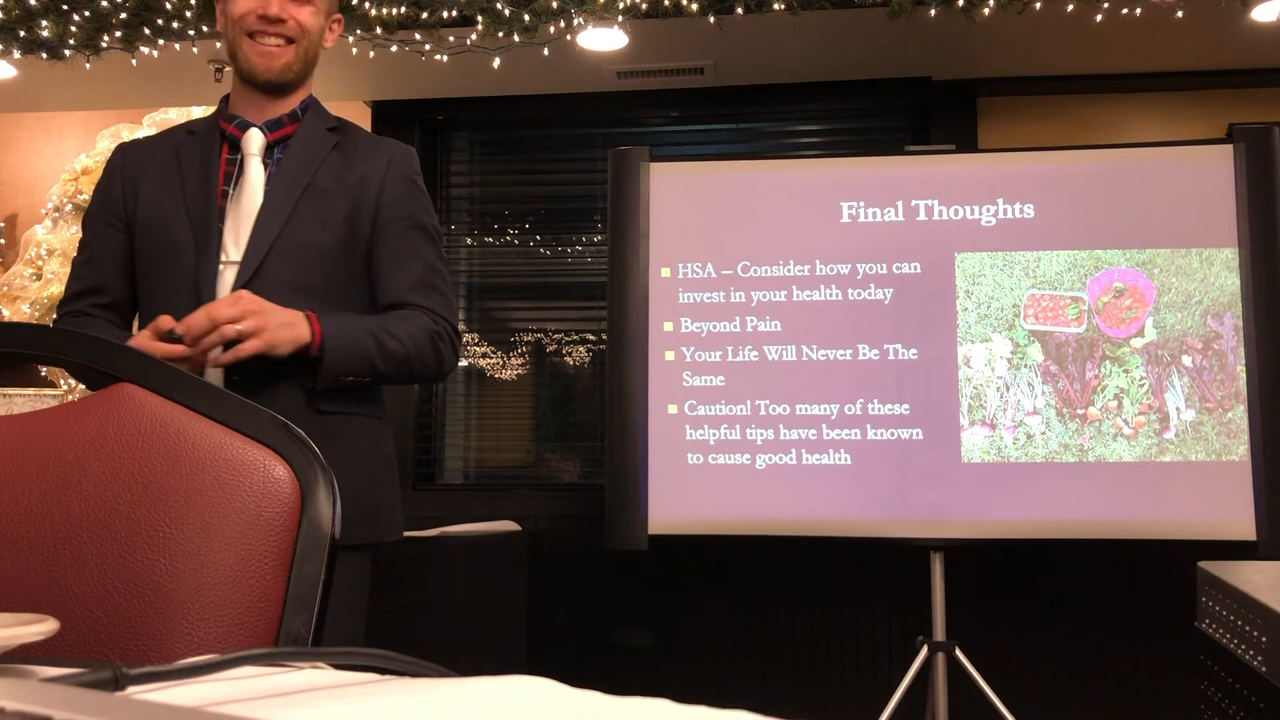 Final Thoughts
HSA – Consider how you can
invest in your health today
Beyond Pain
Your Life Will Never Be The
Same
Caution! Too many of these
helpful tips have been known
to cause good health